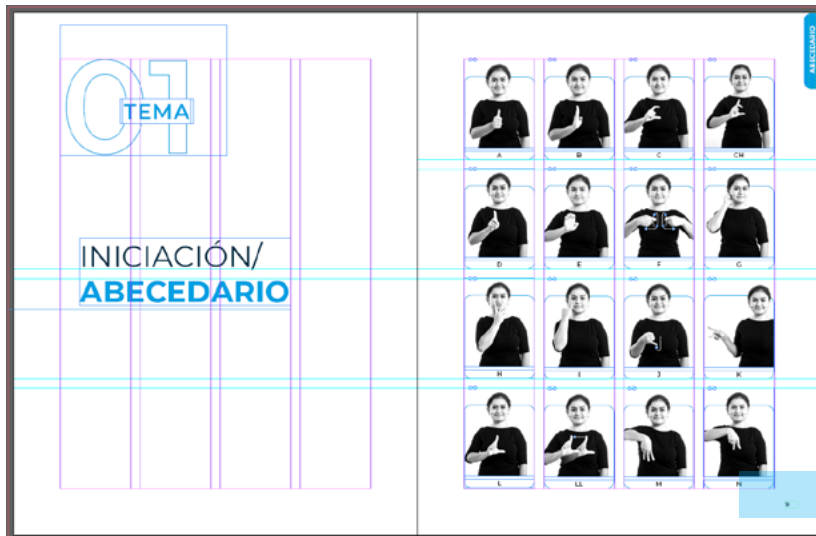 01
TEMA
INICIACIÓN/
ABECEDARIO
ABECEDARIO
A B C CH
D E F G
H I J K
L LL M N